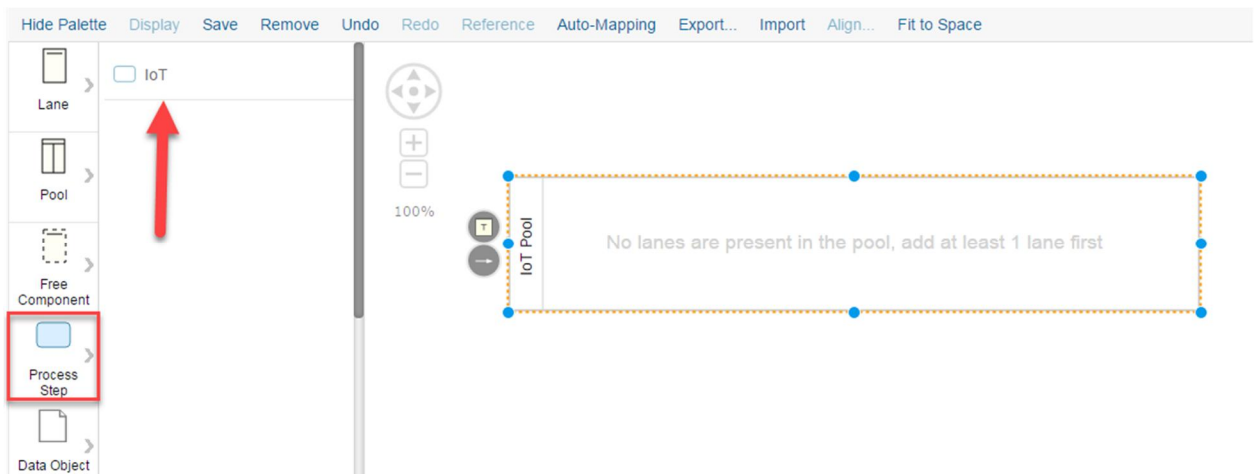 Hide Palette Display Save Remove Undo Redo Reference Auto-Mapping Export... Import Align... Fit to Space
Lane
IoT
Pool
100%
T
IoT Pool
No lanes are present in the pool, add at least 1 lane first
Free
Component
Process
Step
Data Object